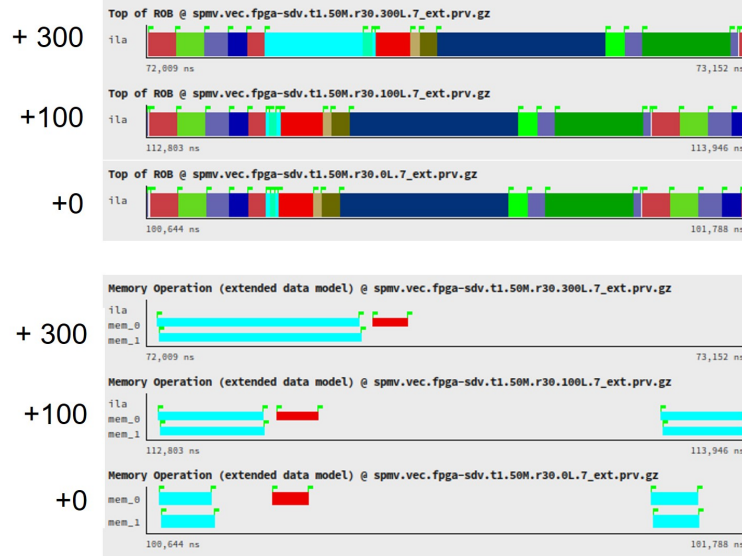 Top of ROB @ spmv.vec.fpga-sdv.t1.50M.r30.300L.7_ext.prv.gz
+ 300
ila
72,009 ns
73,152 ns
Top of ROB @ spmv.vec.fpga-sdv.t1.50M.r30.100L.7_ext.prv.gz
+100
ila
112,803 ns
113,946 ns
Top of ROB @ spmv.vec.fpga-sdv.t1.50M.r30.0L.7_ext.prv.gz
+0
ila
100,644 ns
101,788 ns
Memory Operation (extended data model) @ spmv.vec.fpga-sdv.t1.50M.r30.300L.7_ext.prv.gz
+ 300
ila
mem_0
mem_1
72,009 ns
73,152 ns
Memory Operation (extended data model) @ spmv.vec.fpga-sdv.t1.50M.r30.100L.7_ext.prv.gz
+100
ila
mem_0
mem_1
112,803 ns
113,946 ns
Memory Operation (extended data model) @ spmv.vec.fpga-sdv.t1.50M.r30.0L.7_ext.prv.gz
+0
mem_0
mem_1
100,644 ns
101,788 ns